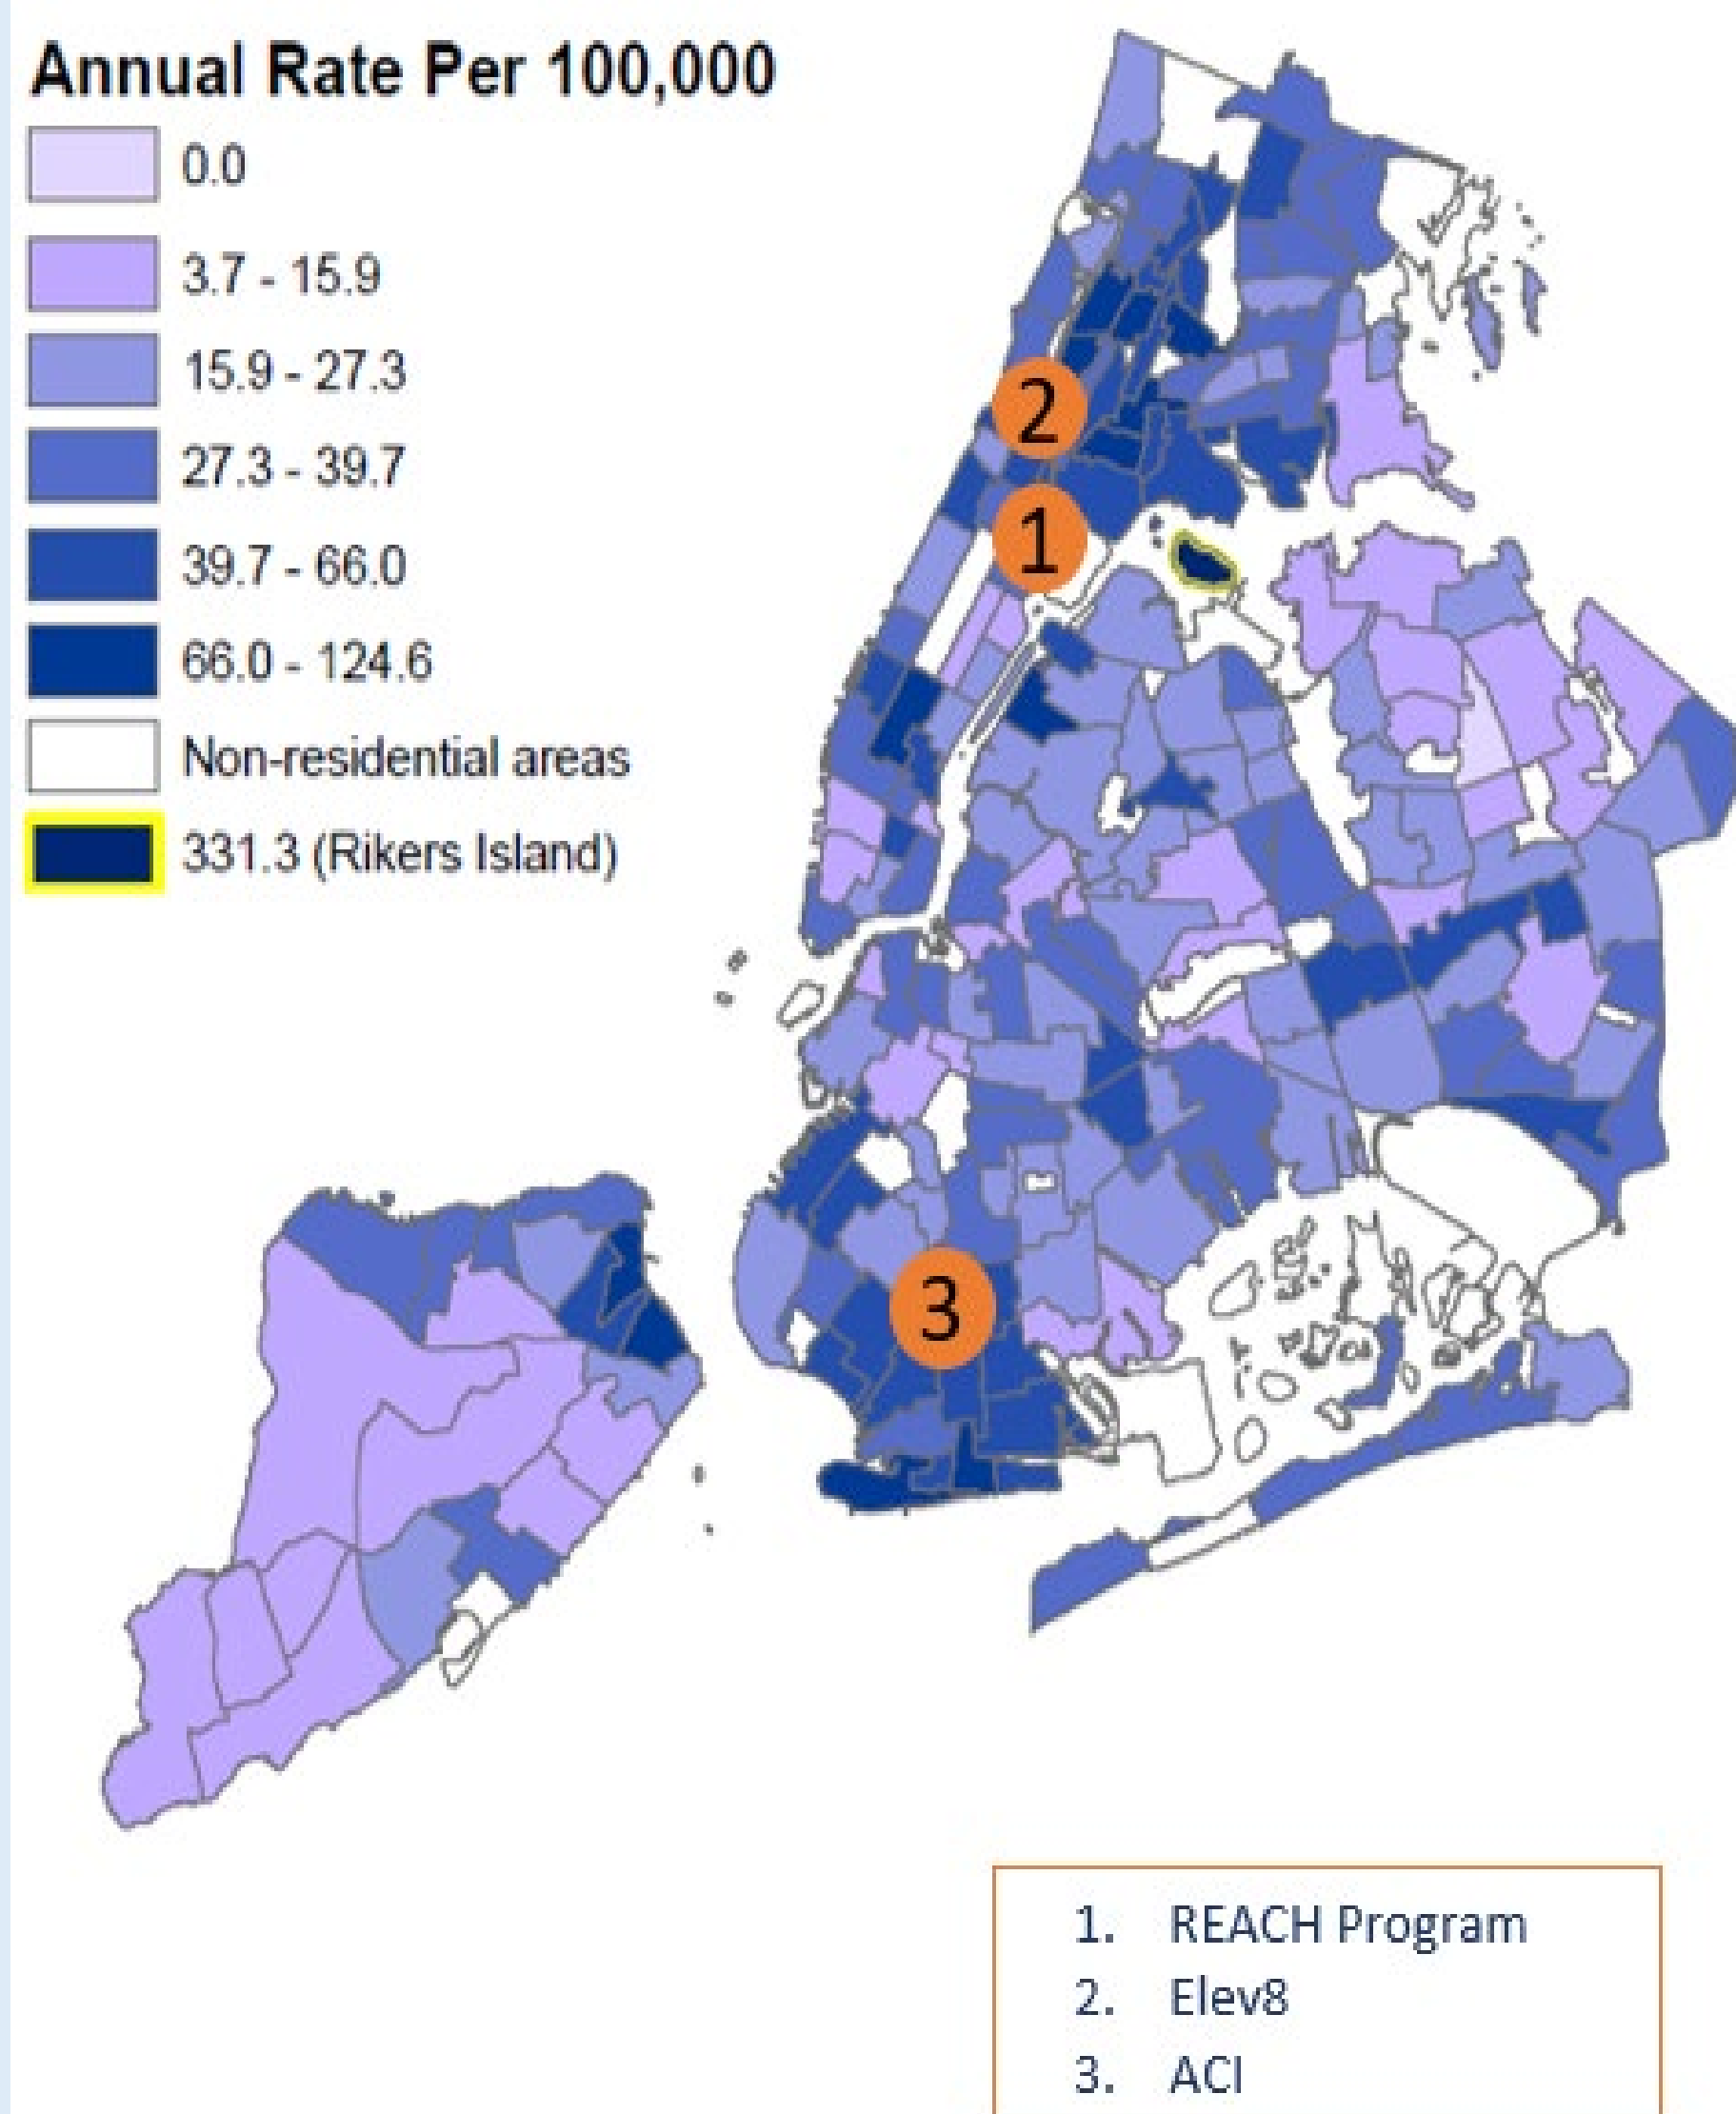 Annual Rate Per 100,000
0.0
3.7 - 15.9
15.9 - 27.3
27.3 - 39.7
39.7 - 66.0
66.0 - 124.6
Non-residential areas
331.3 (Rikers Island)
2
1
3
1. REACH Program
2. Elev8
3. ACI